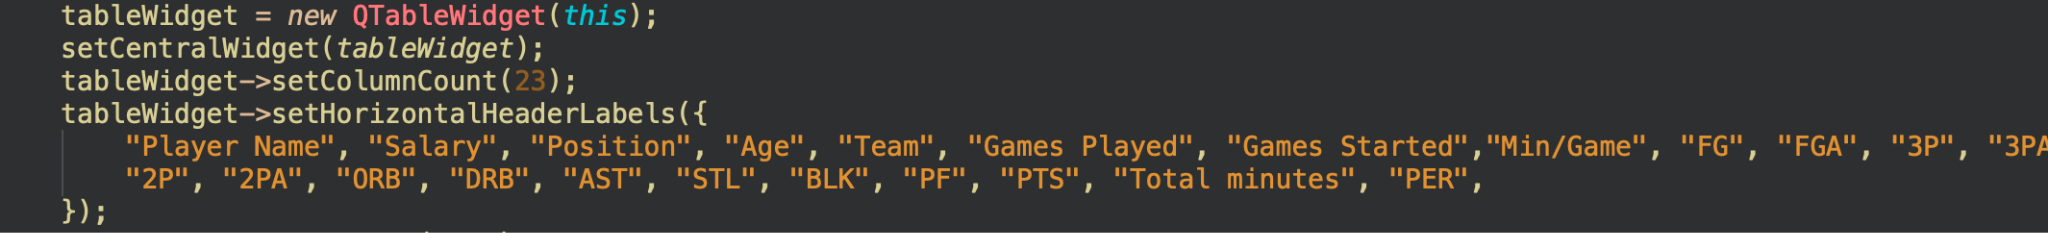 tableWidget = new QTableWidget(this);
setCentralWidget(tableWidget);
tableWidget->setColumnCount(23);
tableWidget->setHorizontalHeaderLabels({
"Player Name", "Salary", "Position", "Age", "Team", "Games Played", "Games Started","Min/Game", "FG", "FGA", "3P", "3PA
"2P", "2PA", "ORB", "DRB", "AST", "STL", "BLK", "PF", "PTS", "Total minutes", "PER",
});